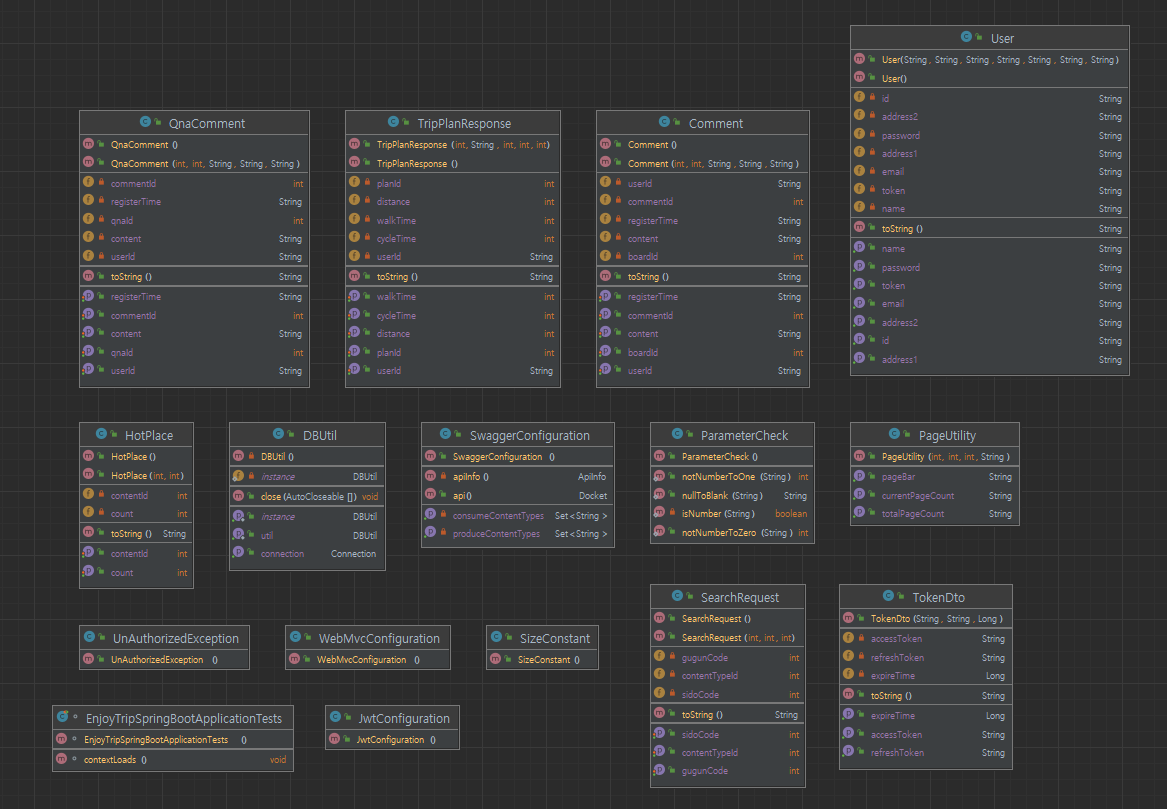 User
User(String, String, String, String, String, String, String)
User()
id String
address2 String
password String
address1 String
email String
token String
name String
toString () String
name String
password String
token String
email String
address2 String
id String
address1 String
QnaComment
QnaComment ()
QnaComment (int, int, String, String, String)
commentId int
registerTime String
qnaId int
content String
userId String
toString () String
registerTime String
commentId int
content String
qnaId int
userId String
TripPlanResponse
TripPlanResponse (int, String, int, int, int)
TripPlanResponse ()
planId int
distance int
walkTime int
cycleTime int
userId String
toString () String
walkTime int
cycleTime int
distance int
planId int
userId String
Comment
Comment ()
Comment (int, int, String, String, String)
userId String
commentId int
registerTime String
content String
boardId int
toString () String
registerTime String
commentId int
content String
boardId int
userId String
HotPlace
HotPlace ()
HotPlace (int, int)
contentId int
count int
toString () String
contentId int
count int
DBUtil
DBUtil ()
instance DBUtil
close (AutoCloseable []) void
instance DBUtil
util DBUtil
connection Connection
SwaggerConfiguration
SwaggerConfiguration ()
apiInfo () ApiInfo
api() Docket
consumeContentTypes Set<String>
produceContentTypes Set<String>
ParameterCheck
ParameterCheck ()
notNumberToOne (String) int
nullToBlank (String) String
isNumber (String) boolean
notNumberToZero (String) int
PageUtility
PageUtility (int, int, int, String)
pageBar String
currentPageCount String
totalPageCount String
UnAuthorizedException
UnAuthorizedException ()
WebMvcConfiguration
WebMvcConfiguration ()
SizeConstant
SizeConstant ()
SearchRequest
SearchRequest ()
SearchRequest (int, int, int)
gugunCode int
contentTypeId int
sidoCode int
toString () String
sidoCode int
contentTypeId int
gugunCode int
TokenDto
TokenDto (String, String, Long)
accessToken String
refreshToken String
expireTime Long
toString () String
expireTime Long
accessToken String
refreshToken String
EnjoyTripSpringBootApplicationTests
EnjoyTripSpringBootApplicationTests ()
contextLoads () void
JwtConfiguration
JwtConfiguration ()